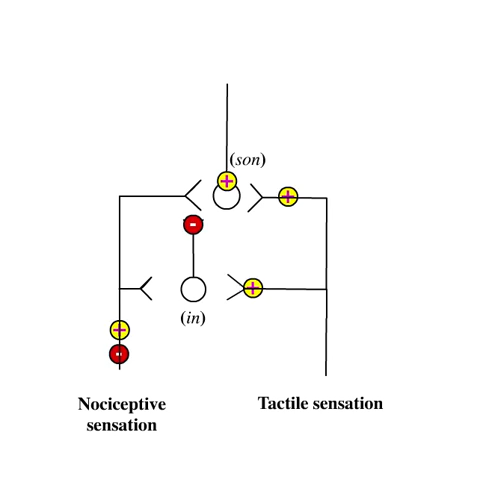 (son)
+
+
-
+
(in)
+
-
Nociceptive
sensation
Tactile sensation